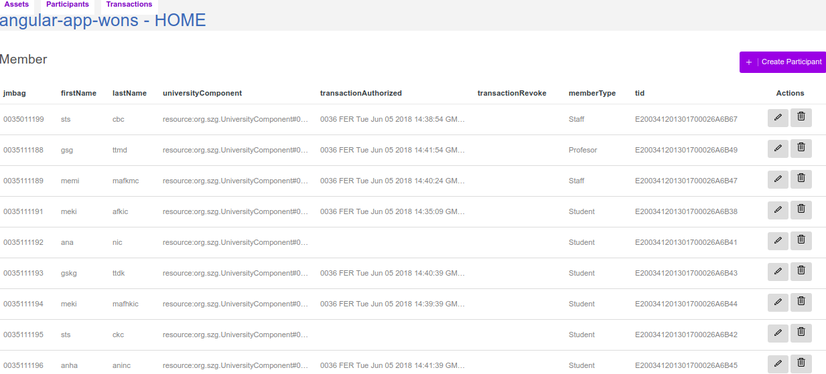 Assets Participants Transactions
angular-app-wons - HOME
Member
+ | Create Participant
jmbag firstName lastName universityComponent transactionAuthorized transactionRevoke memberType tid Actions
0035011199 sts cbc resource:org.szg.UniversityComponent#0... 0036 FER Tue Jun 05 2018 14:38:54 GM... Staff E200341201301700026A6B67
0035111188 gsg ttmd resource:org.szg.UniversityComponent#0... 0036 FER Tue Jun 05 2018 14:41:54 GM... Profesor E200341201301700026A6B49
0035111189 memi mafkmc resource:org.szg.UniversityComponent#0... 0036 FER Tue Jun 05 2018 14:40:24 GM... Staff E200341201301700026A6B47
0035111191 meki afkic resource:org.szg.UniversityComponent#0... 0036 FER Tue Jun 05 2018 14:35:09 GM... Student E200341201301700026A6B38
0035111192 ana nic resource:org.szg.UniversityComponent#0... Student E200341201301700026A6B41
0035111193 gskg ttdk resource:org.szg.UniversityComponent#0... 0036 FER Tue Jun 05 2018 14:40:39 GM... Student E200341201301700026A6B43
0035111194 meki mafhkic resource:org.szg.UniversityComponent#0... 0036 FER Tue Jun 05 2018 14:39:39 GM... Student E200341201301700026A6B44
0035111195 sts ckc resource:org.szg.UniversityComponent#0... Student E200341201301700026A6B42
0035111196 anha aninc resource:org.szg.UniversityComponent#0... 0036 FER Tue Jun 05 2018 14:41:39 GM... Student E200341201301700026A6B45